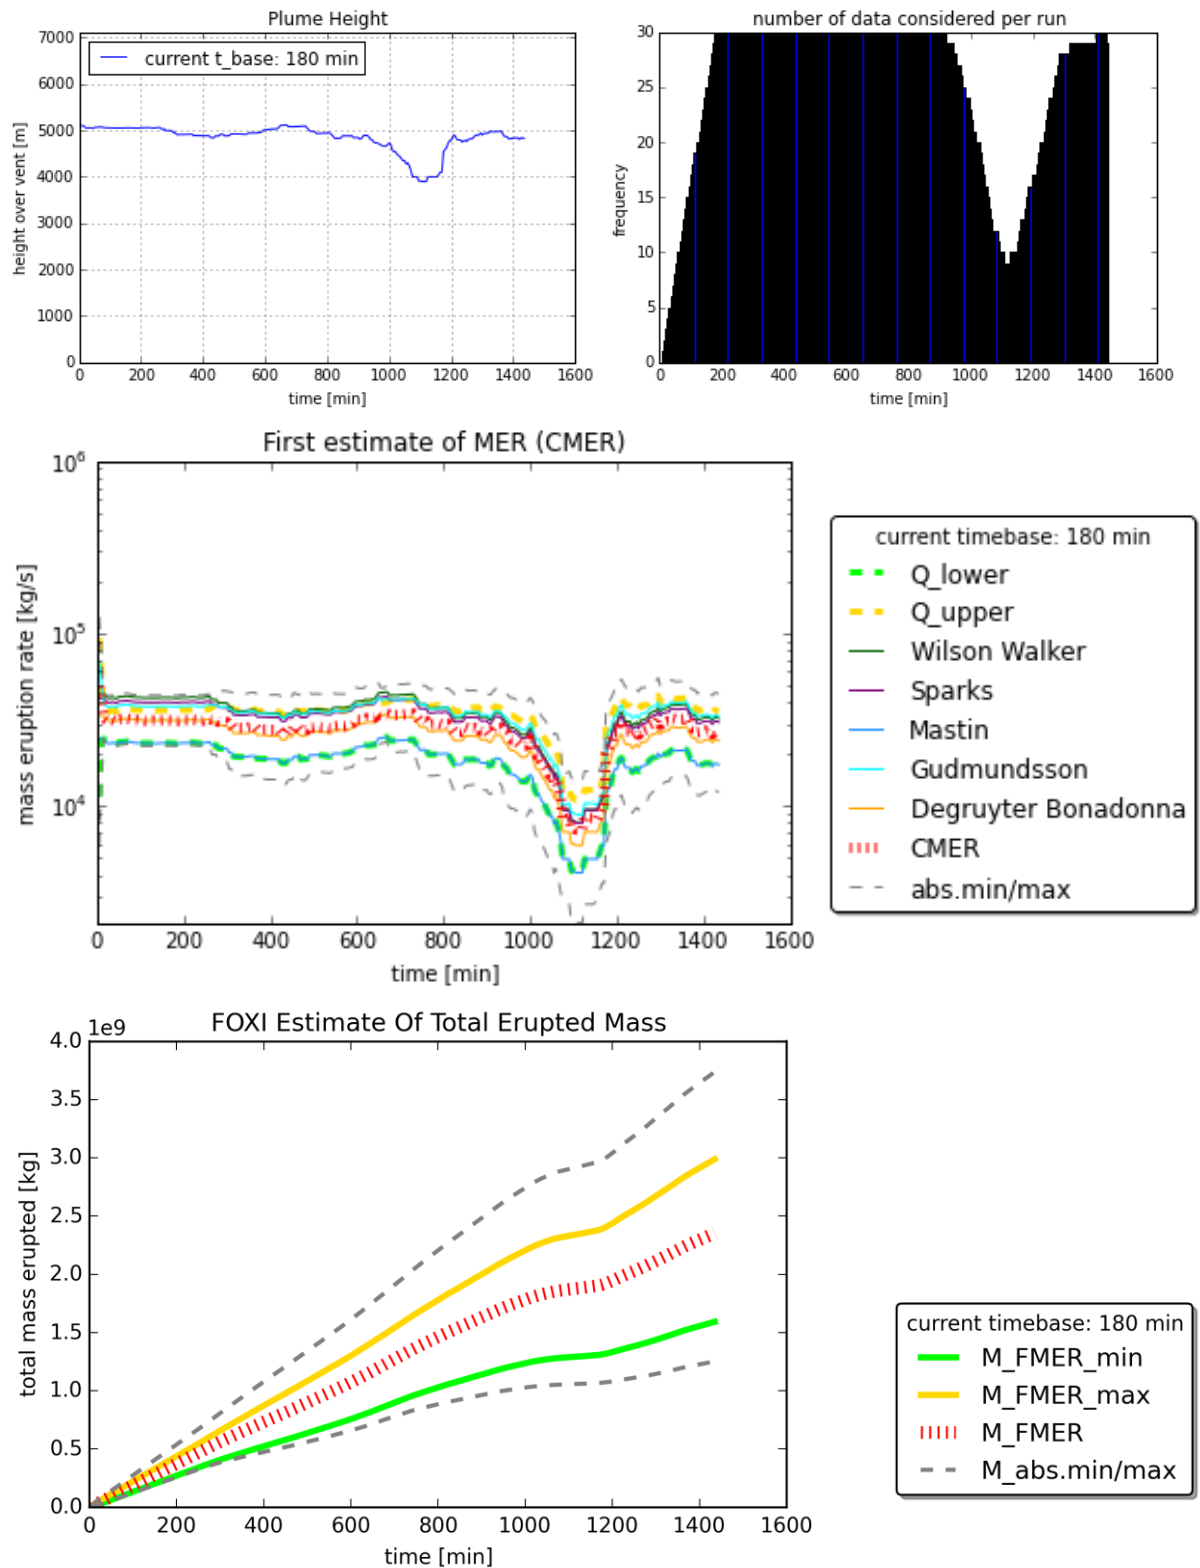 Plume Height
7000
6000
5000
4000
3000
2000
1000
0
height over vent [m]
current t_base: 180 min
0 200 400 600 800 1000 1200 1400 1600
time [min]
number of data considered per run
30
25
20
15
10
5
0
frequency
0 200 400 600 800 1000 1200 1400 1600
time [min]
First estimate of MER (CMER)
10^6
10^5
10^4
mass eruption rate [kg/s]
0 200 400 600 800 1000 1200 1400 1600
time [min]
current timebase: 180 min
Q_lower
Q_upper
Wilson Walker
Sparks
Mastin
Gudmundsson
Degruyter Bonadonna
CMER
abs.min/max
FOXI Estimate Of Total Erupted Mass
1e9
4.0
3.5
3.0
2.5
2.0
1.5
1.0
0.5
0.0
total mass erupted [kg]
0 200 400 600 800 1000 1200 1400 1600
time [min]
current timebase: 180 min
M_FMER_min
M_FMER_max
M_FMER
M_abs.min/max